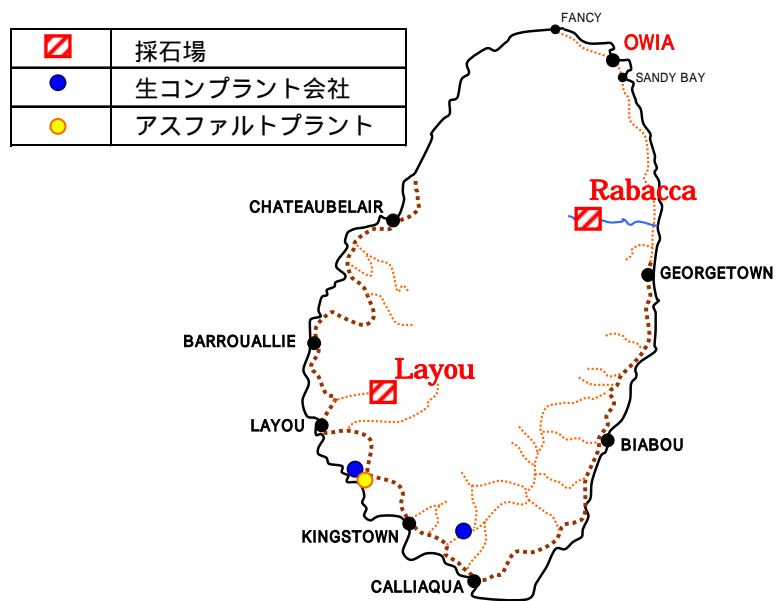 採石場
生コンプラント会社
アスファルトプラント
FANCY
OWIA
SANDY BAY
Rabacca
CHATEAUBELAIR
GEORGETOWN
BARROUALLIE
Layou
LAYOU
BIABOU
KINGSTOWN
CALLIAQUA